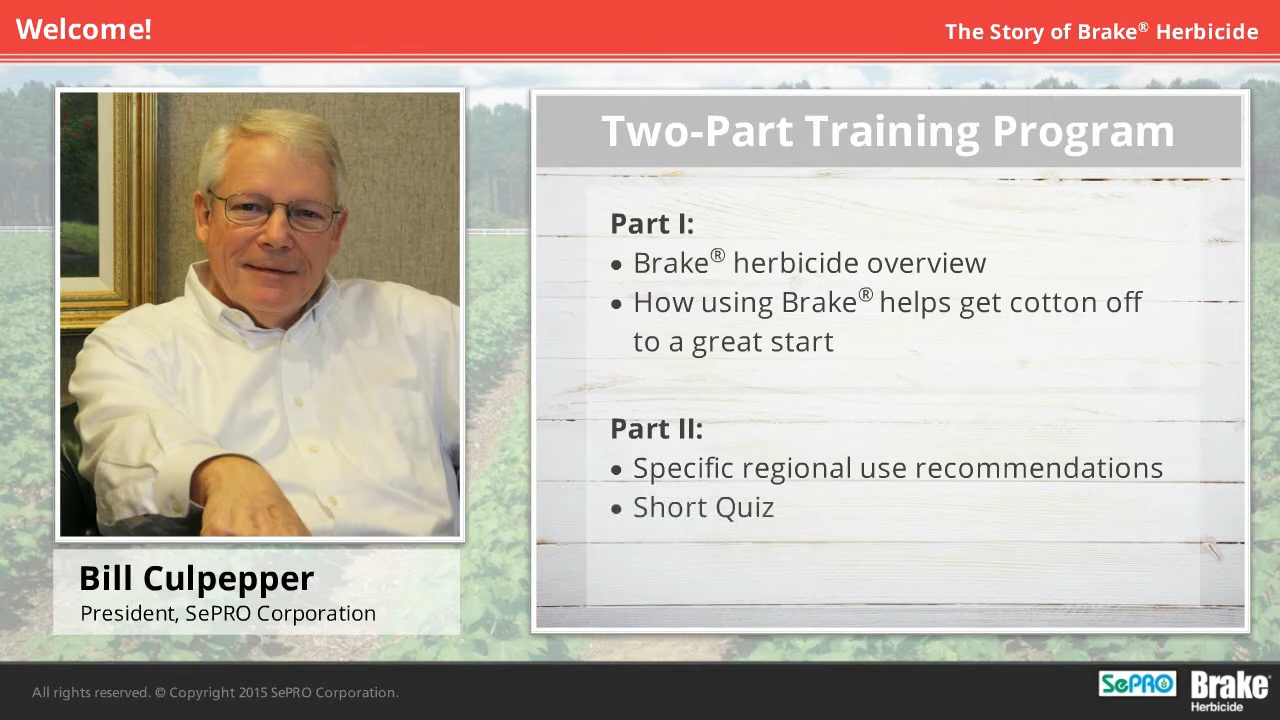 Welcome!
The Story of Brake® Herbicide
Two-Part Training Program
Part I:
• Brake® herbicide overview
• How using Brake® helps get cotton off
to a great start
Part II:
• Specific regional use recommendations
• Short Quiz
Bill Culpepper
President, SePRO Corporation
All rights reserved. © Copyright 2015 SePRO Corporation.
SePRO
Brake®
Herbicide